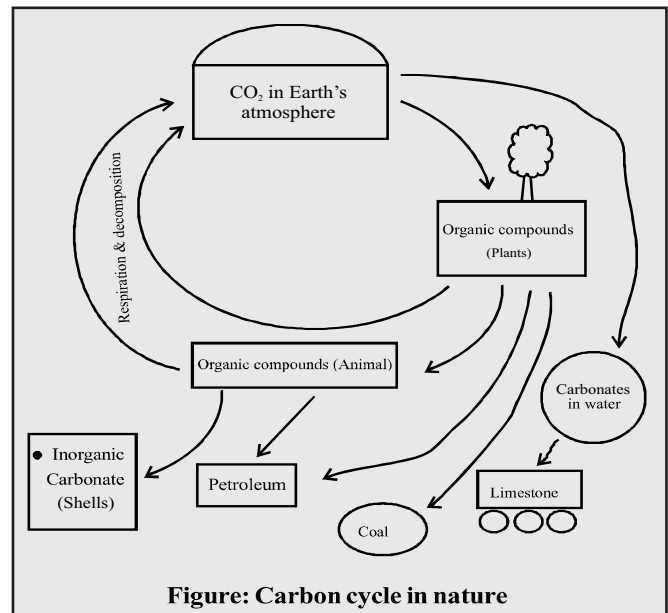 CO₂ in Earth's
atmosphere
Respiration & decomposition
Organic compounds
(Plants)
Organic compounds (Animal)
Carbonates
in water
● Inorganic
Carbonate
(Shells)
Petroleum
Limestone
Coal
Figure: Carbon cycle in nature